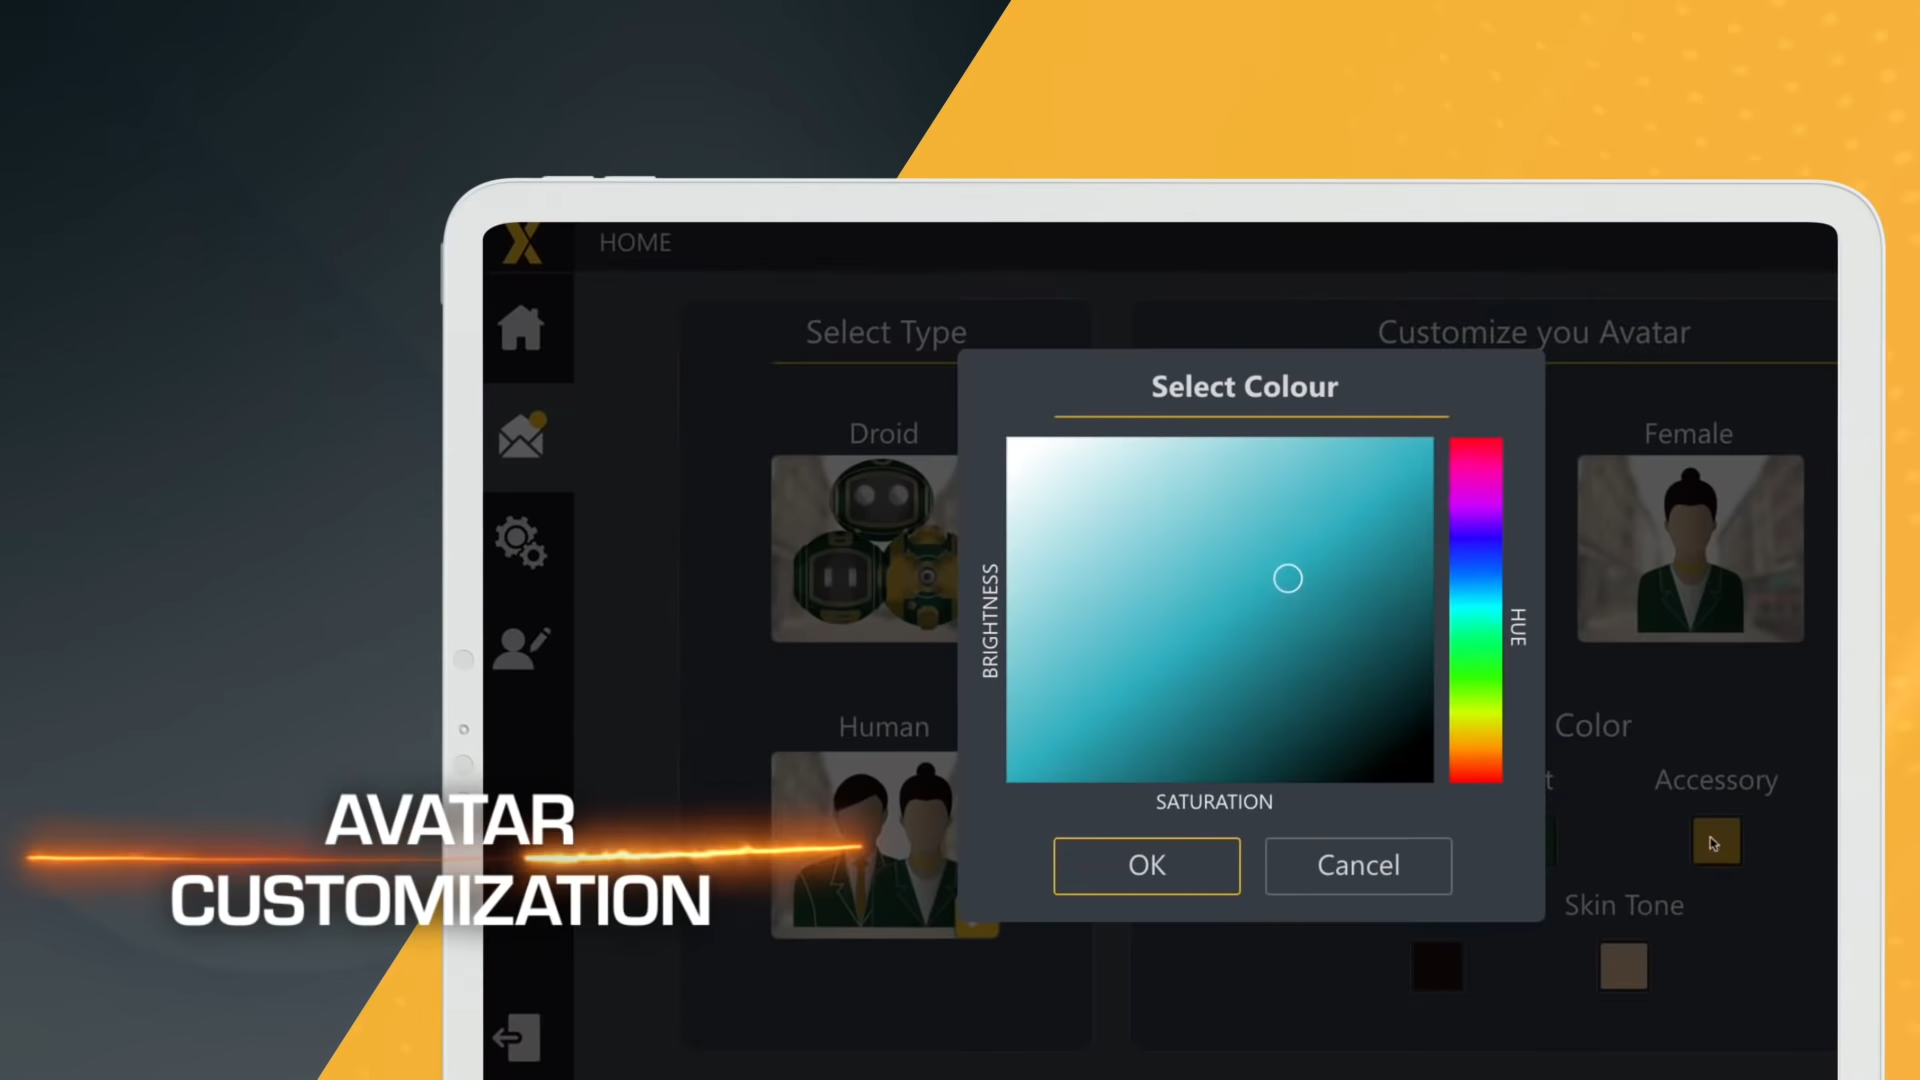 HOME
Select Type
Customize you Avatar
Select Colour
Droid
Female
BRIGHTNESS
HUE
Human
Color
SATURATION
Accessory
OK
Cancel
Skin Tone
AVATAR
CUSTOMIZATION